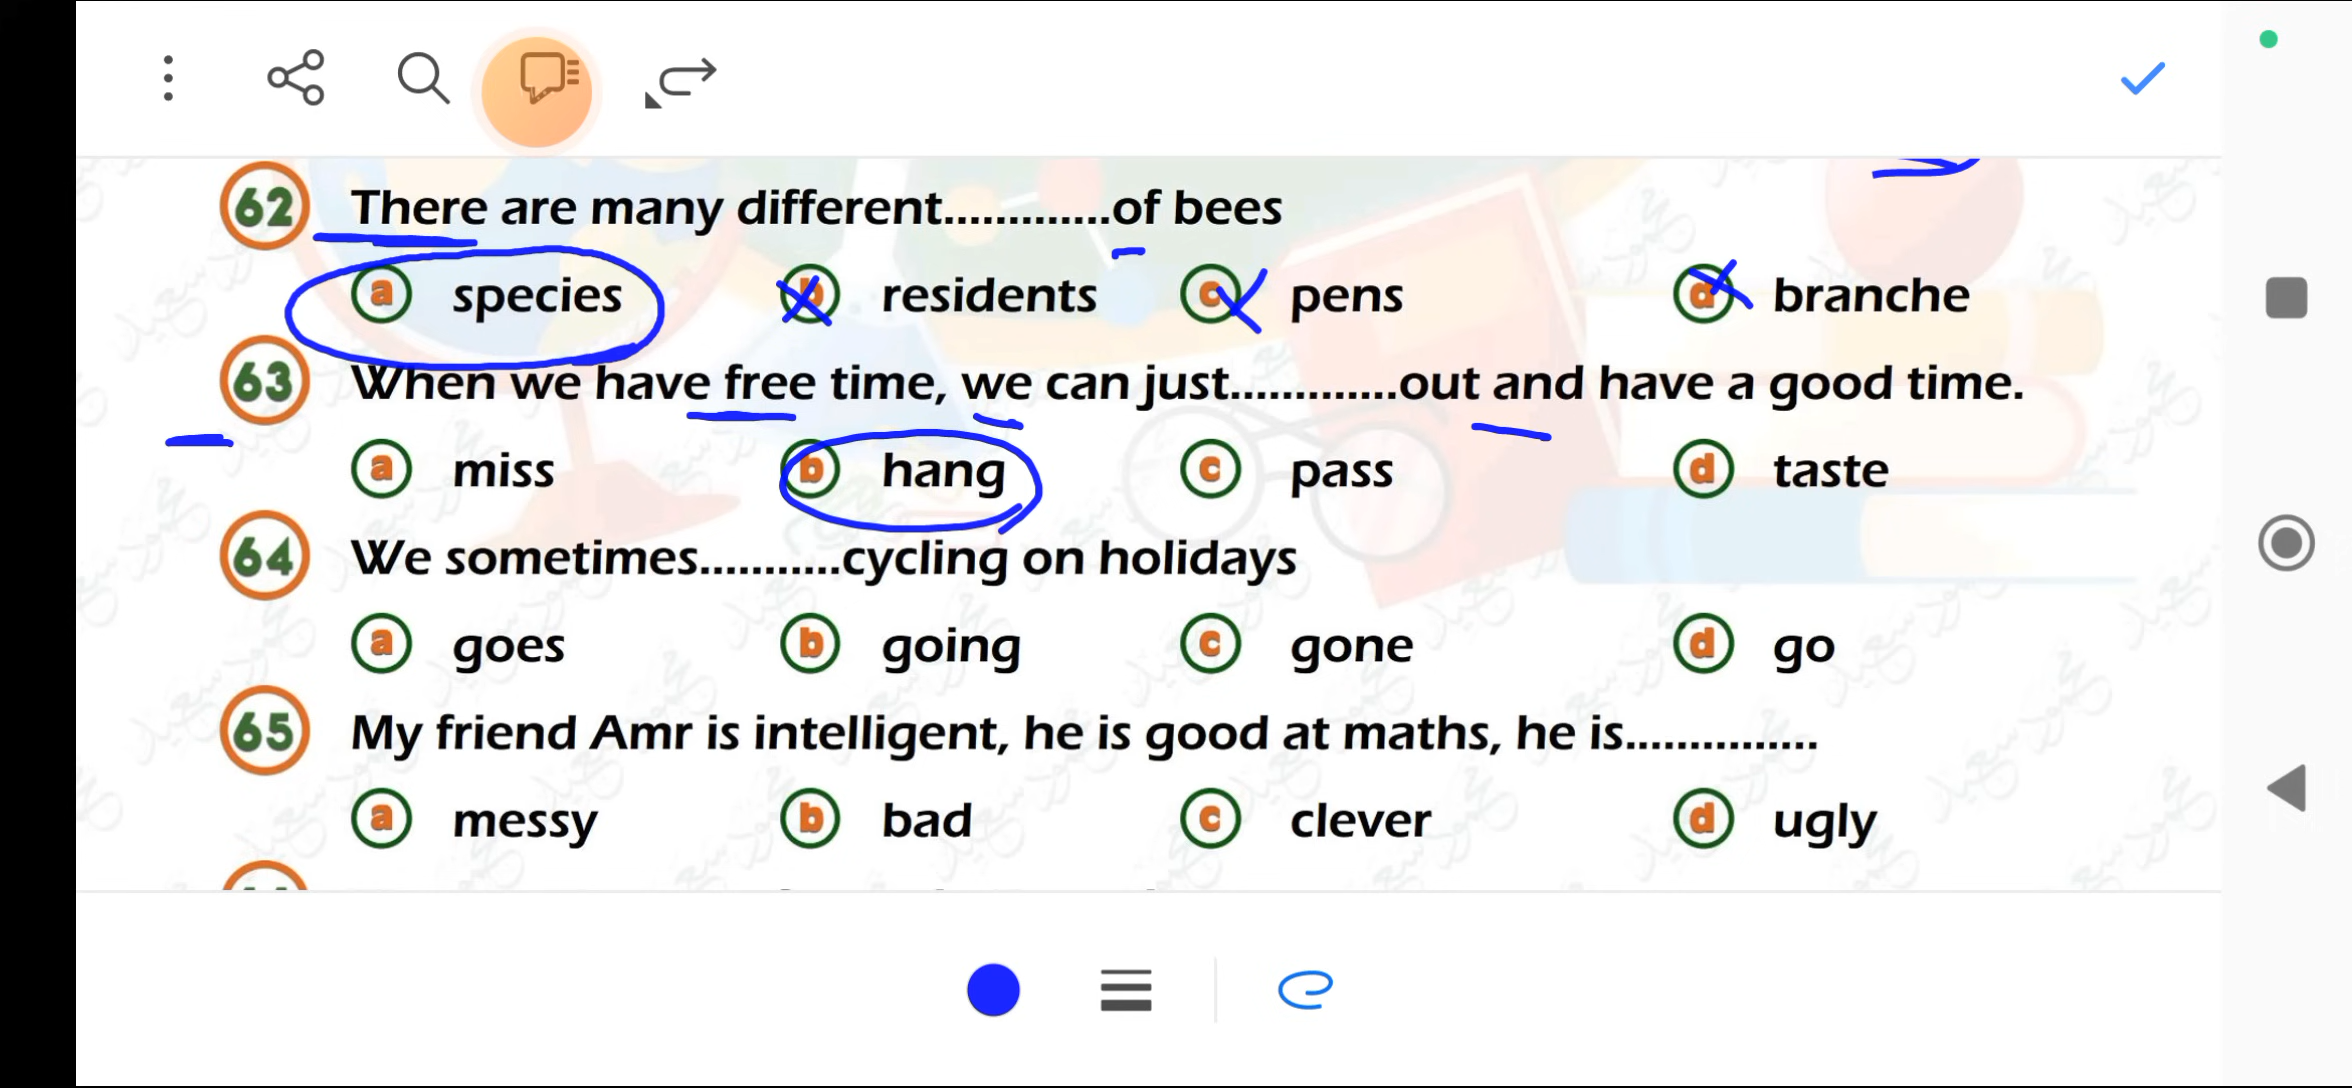 62 There are many different.............of bees
a species b residents c pens d branche
63 When we have free time, we can just.............out and have a good time.
a miss b hang c pass d taste
64 We sometimes...........cycling on holidays
a goes b going c gone d go
65 My friend Amr is intelligent, he is good at maths, he is...............
a messy b bad c clever d ugly